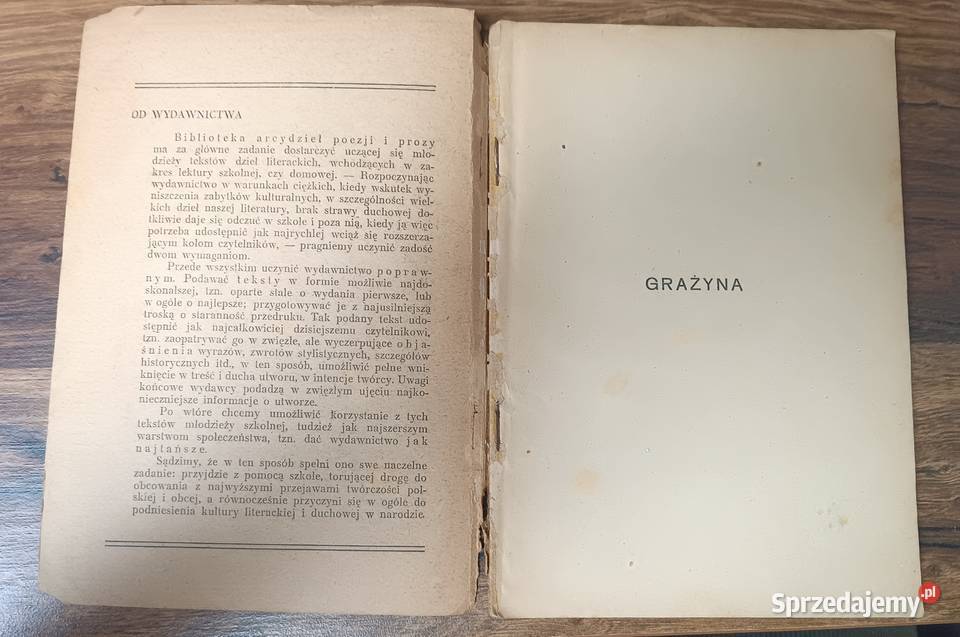 OD WYDAWNICTWA
Biblioteka arcydzieł poezji i prozy
ma za główne zadanie dostarczyć uczącej się mło-
dzieży tekstów dzieł literackich, wchodzących w za-
kres lektury szkolnej, czy domowej. — Rozpoczynając
wydawnictwo w warunkach ciężkich, kiedy wskutek wy-
niszczenia zabytków kulturalnych, w szczególności wiel-
kich dzieł naszej literatury, brak strawy duchowej do-
tkliwie daje się odczuć w szkole i poza nią, kiedy ją więc
potrzeba udostępnić jak najrychlej wciąż się rozszerza-
jącym kołom czytelników, — pragniemy uczynić zadość
dwom wymaganiom.
Przede wszystkim uczynić wydawnictwo popraw-
nym. Podawać teksty w formie możliwie najdo-
skonalszej, tzn. oparte stale o wydania pierwsze, lub
w ogóle o najlepsze; przygotowywać je z najusilniejszą
troską o staranność przedruku. Tak podany tekst udo-
stępnić jak najcałkowiciej dzisiejszemu czytelnikowi,
tzn. zaopatrywać go w zwięzłe, ale wyczerpujące obja-
śnienia wyrazów, zwrotów stylistycznych, szczegółów
historycznych itd., w ten sposób, umożliwić pełne wni-
knięcie w treść i ducha utworu, w intencje twórcy. Uwagi
końcowe wydawcy podadzą w zwięzłym ujęciu najko-
nieczniejsze informacje o utworze.
Po wtóre chcemy umożliwić korzystanie z tych
tekstów młodzieży szkolnej, tudzież jak najszerszym
warstwom społeczeństwa, tzn. dać wydawnictwo jak
najtańsze.
Sądzimy, że w ten sposób spełni ono swe naczelne
zadanie: przyjdzie z pomocą szkole, torującej drogę do
obcowania z najwyższymi przejawami twórczości pol-
skiej i obcej, a równocześnie przyczyni się w ogóle do
podniesienia kultury literackiej i duchowej w narodzie.
GRAŻYNA
Sprzedajemy.pl